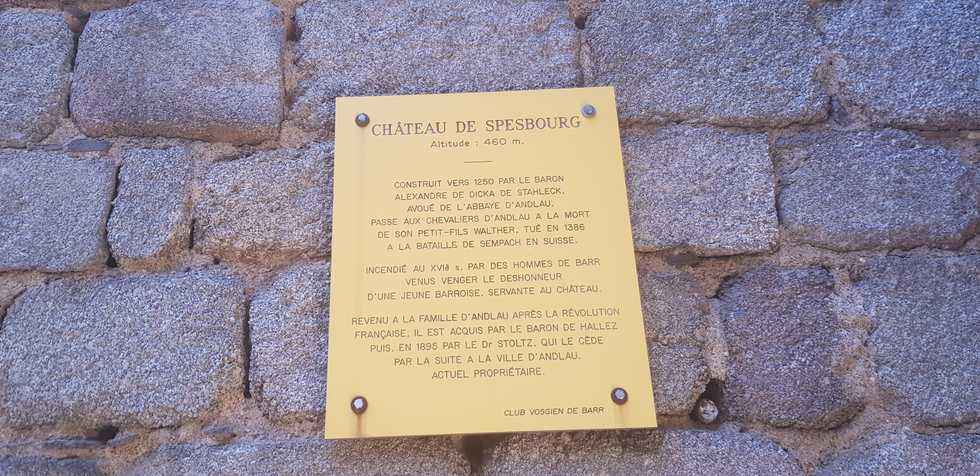 CHÂTEAU DE SPESBOURG
Altitude : 460 m.
CONSTRUIT VERS 1250 PAR LE BARON
ALEXANDRE DE DICKA DE STAHLECK,
AVOUÉ DE L'ABBAYE D'ANDLAU.
PASSE AUX CHEVALIERS D'ANDLAU A LA MORT
DE SON PETIT-FILS WALTHER, TUÉ EN 1386
A LA BATAILLE DE SEMPACH EN SUISSE.
INCENDIÉ AU XVIè s. PAR DES HOMMES DE BARR
VENUS VENGER LE DESHONNEUR
D'UNE JEUNE BARROISE, SERVANTE AU CHÂTEAU.
REVENU A LA FAMILLE D'ANDLAU APRÈS LA RÉVOLUTION
FRANÇAISE, IL EST ACQUIS PAR LE BARON DE HALLEZ
PUIS, EN 1895 PAR LE Dr STOLTZ, QUI LE CÈDE
PAR LA SUITE A LA VILLE D'ANDLAU.
ACTUEL PROPRIÉTAIRE.
CLUB VOSGIEN DE BARR